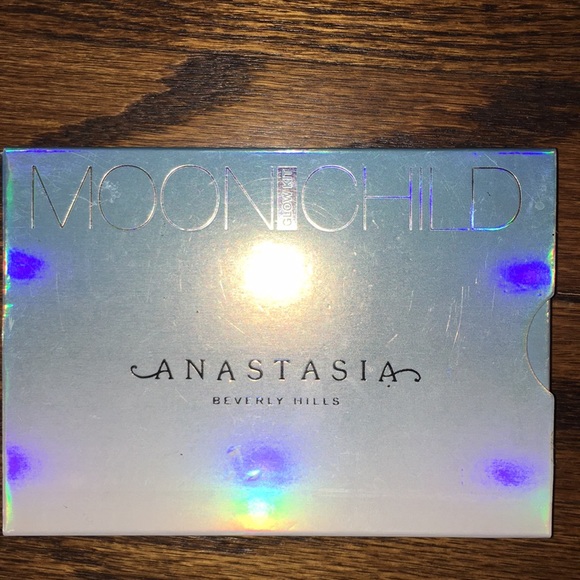 MOON GLOW KIT CHILD
ANASTASIA
BEVERLY HILLS